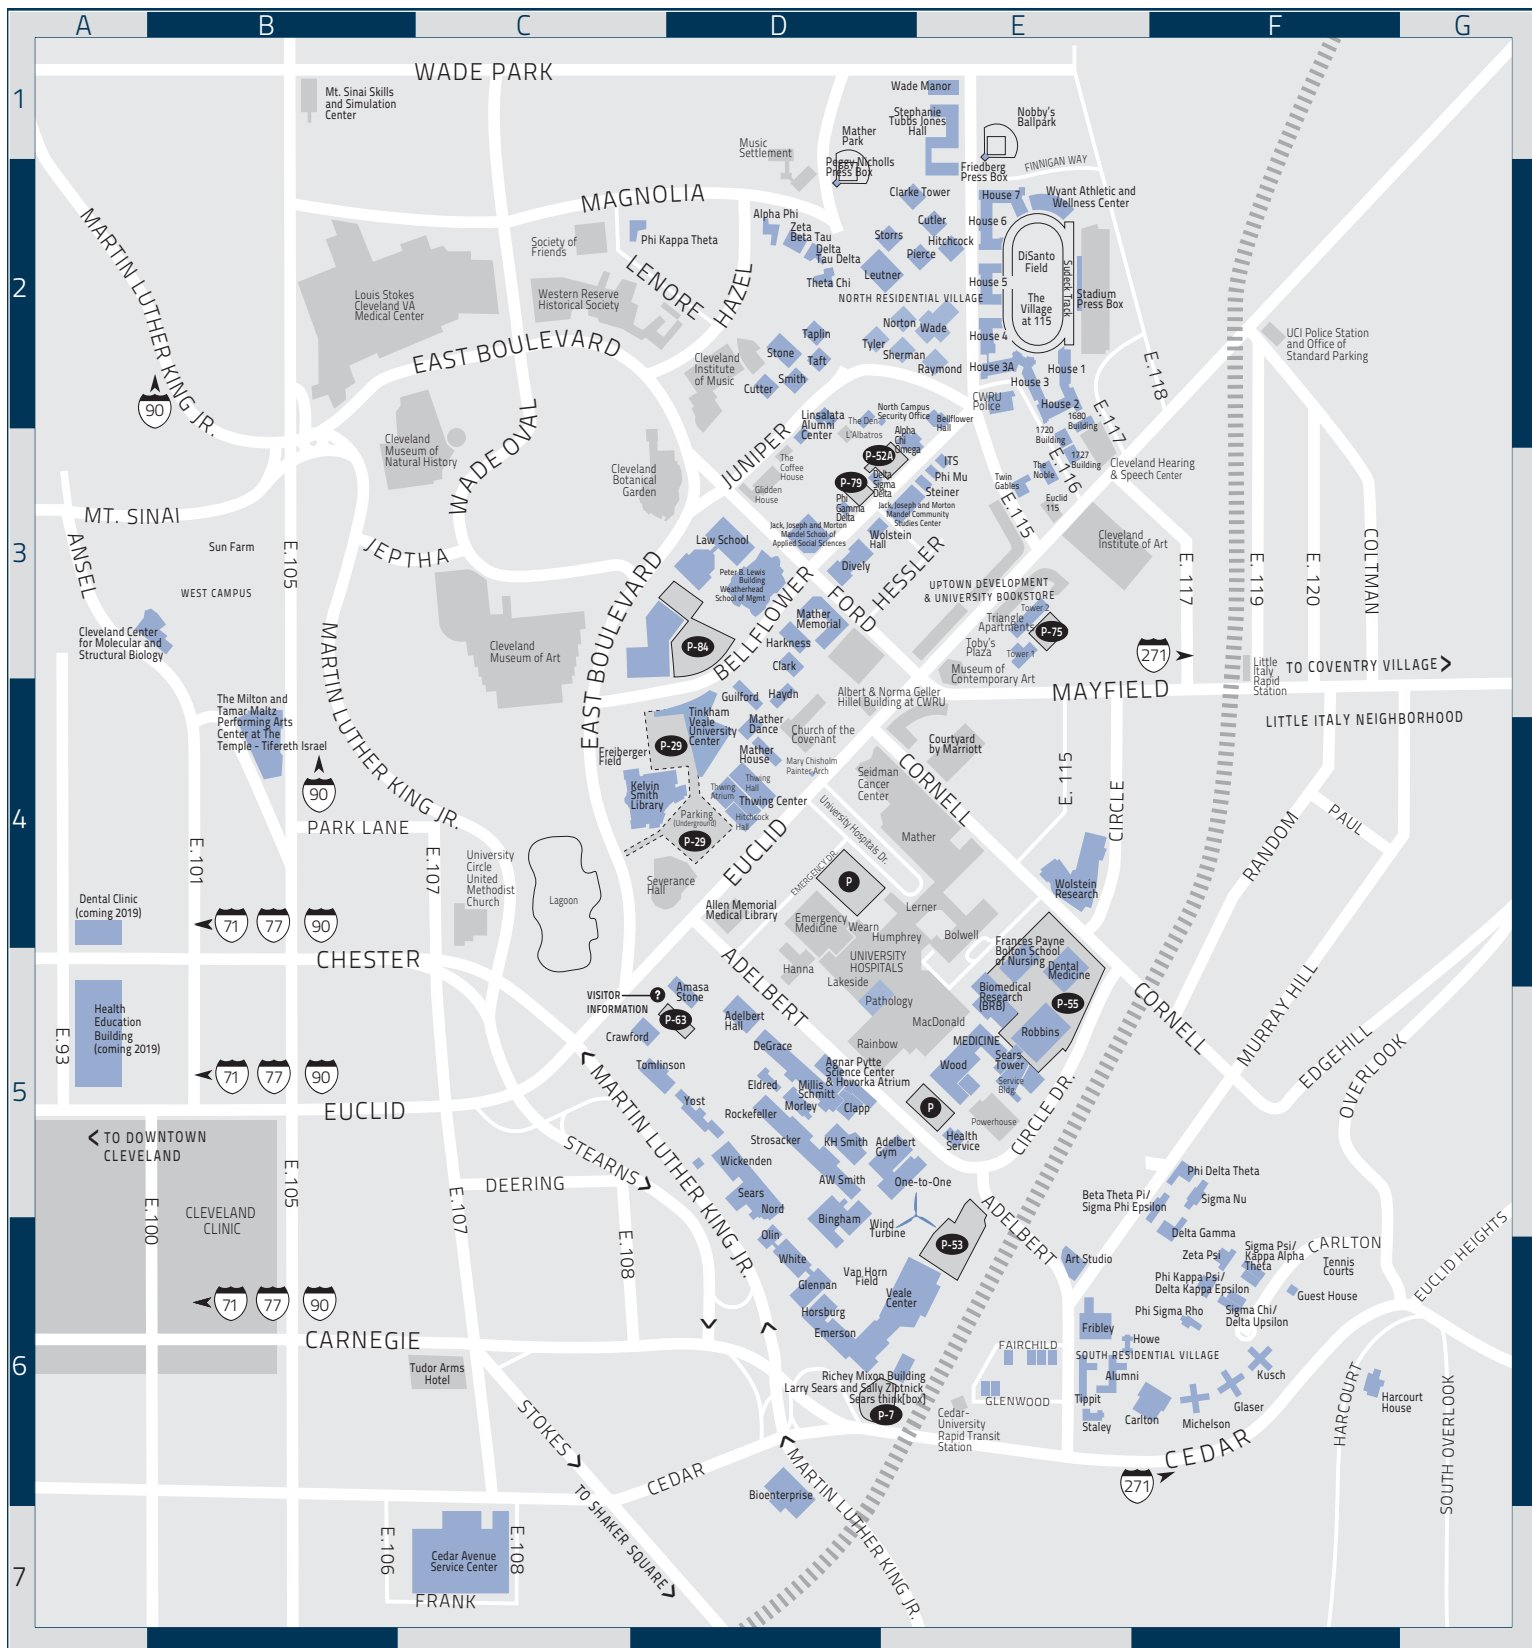 A
B
C
D
E
F
G
1
2
3
4
5
6
7
WADE PARK
Mt. Sinai Skills
and Simulation
Center
Wade Manor
Stephanie
Tubbs Jones
Hall
Nobby's
Ballpark
Mather
Park
Music
Settlement
Peggy Nicholls
Press Box
Friedberg
Press Box
FINNIGAN WAY
MAGNOLIA
Clarke Tower
House 7
Wyant Athletic and
Wellness Center
MARTIN LUTHER KING JR.
Alpha Phi
Zeta
Beta Tau
Delta
Tau Delta
Theta Chi
Phi Kappa Theta
Society of
Friends
Cutler
Storrs
Hitchcock
Pierce
Leutner
House 6
House 5
DiSanto
Field
The
Village
at 115
Sudeck Track
Stadium
Press Box
LENORE
HAZEL
NORTH RESIDENTIAL VILLAGE
Louis Stokes
Cleveland VA
Medical Center
Western Reserve
Historical Society
EAST BOULEVARD
Norton
Wade
House 4
Tyler
Sherman
Raymond
Taplin
Stone
Taft
Smith
Cutter
Cleveland
Institute
of Music
House 3A
House 3
House 1
House 2
UCI Police Station
and Office of
Standard Parking
E. 118
E. 117
90
CWRU
Police
North Campus
Security Office
Bellflower
Hall
The Den
L'Albatros
Linsalata
Alumni
Center
Alpha
Chi
Omega
1680
Building
1720
Building
1727
Building
E. 116
The
Noble
Twin
Gables
Euclid
115
Cleveland Hearing
& Speech Center
JUNIPER
WADE OVAL
Cleveland
Museum of
Natural History
Cleveland
Botanical
Garden
The
Coffee
House
Glidden
House
P-52A
P-79
Delta
Sigma
Delta
Phi
Gamma
Delta
ITS
Phi Mu
Steiner
Jack, Joseph and Morton
Mandel Community
Studies Center
Jack, Joseph and Morton
Mandel School of
Applied Social Sciences
Wolstein
Hall
Dively
E. 115
Cleveland
Institute of Art
MT. SINAI
ANSEL
Sun Farm
E. 105
JEPTHA
WEST CAMPUS
Law School
Peter B. Lewis
Building
Weatherhead
School of Mgmt
BELLFLOWER
FORD
HESSLER
UPTOWN DEVELOPMENT
& UNIVERSITY BOOKSTORE
Tower 2
Triangle
Apartments
P-75
Toby's
Plaza
Tower 1
Museum of
Contemporary Art
E. 117
E. 119
E. 120
COLTMAN
271
Cleveland Center
for Molecular and
Structural Biology
MARTIN LUTHER KING JR.
Cleveland
Museum of Art
EAST BOULEVARD
P-84
Mather
Memorial
Harkness
Clark
Guilford
Haydn
Albert & Norma Geller
Hillel Building at CWRU
MAYFIELD
Little
Italy
Rapid
Station
TO COVENTRY VILLAGE
LITTLE ITALY NEIGHBORHOOD
The Milton and
Tamar Maltz
Performing Arts
Center at The
Temple - Tifereth Israel
Tinkham
Veale
University
Center
P-29
Freiberger
Field
Mather
Dance
Mather
House
Church of the
Covenant
Mary Chisholm
Painter Arch
Courtyard
by Marriott
CORNELL
Kelvin
Smith
Library
Thwing
Atrium
Thwing
Hall
Thwing Center
Hitchcock
Hall
Parking
(Underground)
P-29
Seidman
Cancer
Center
University Hospitals Dr.
Mather
EMERGENCY DR.
P
EUCLID
E. 115
CIRCLE
RANDOM
PAUL
90
PARK LANE
E. 101
E. 107
University
Circle
United
Methodist
Church
Lagoon
Severance
Hall
Wolstein
Research
Dental Clinic
(coming 2019)
71
77
90
CHESTER
Allen Memorial
Medical Library
Emergency
Medicine
Wearn
Humphrey
Lerner
Bolwell
UNIVERSITY
HOSPITALS
Hanna
Lakeside
Pathology
MacDonald
Rainbow
Frances Payne
Bolton School
of Nursing
Dental
Medicine
Biomedical
Research
(BRB)
P-55
Robbins
ADELBERT
CORNELL
MURRAY HILL
EDGEHILL
OVERLOOK
VISITOR
INFORMATION
?
Amasa
Stone
P-63
Adelbert
Hall
Crawford
Health
Education
Building
(coming 2019)
E. 93
71
77
90
EUCLID
Tomlinson
DeGrace
Eldred
Millis
Schmitt
Morley
Agnar Pytte
Science Center
& Hovorka Atrium
Clapp
MEDICINE
Wood
Sears
Tower
Service
Bldg
P
Powerhouse
Health
Service
CIRCLE DR.
Yost
Rockefeller
Strosacker
KH Smith
Adelbert
Gym
TO DOWNTOWN
CLEVELAND
STEARNS
DEERING
MARTIN LUTHER KING JR.
Wickenden
Sears
Nord
Olin
White
Glennan
Horsburg
Emerson
AW Smith
Bingham
One-to-One
Wind
Turbine
P-53
Van Horn
Field
Veale
Center
ADELBERT
E. 100
E. 105
E. 107
E. 108
CLEVELAND
CLINIC
Phi Delta Theta
Beta Theta Pi/
Sigma Phi Epsilon
Sigma Nu
Delta Gamma
Zeta Psi
Sigma Psi/
Kappa Alpha
Theta
CARLTON
Tennis
Courts
Guest House
Phi Kappa Psi/
Delta Kappa Epsilon
Phi Sigma Rho
Sigma Chi/
Delta Upsilon
Art Studio
EUCLID HEIGHTS
71
77
90
CARNEGIE
Tudor Arms
Hotel
Fribley
Howe
FAIRCHILD
SOUTH RESIDENTIAL VILLAGE
Alumni
GLENWOOD
Tippit
Staley
Carlton
Michelson
Glaser
Kusch
Richey Mixon Building
Larry Sears and Sally Zlotnick
Sears think[box]
P-7
Cedar-
University
Rapid Transit
Station
HARCOURT
Harcourt
House
SOUTH OVERLOOK
CEDAR
271
STOKES
CEDAR
MARTIN LUTHER KING JR.
Bioenterprise
TO SHAKER SQUARE
E. 106
E. 108
Cedar Avenue
Service Center
FRANK